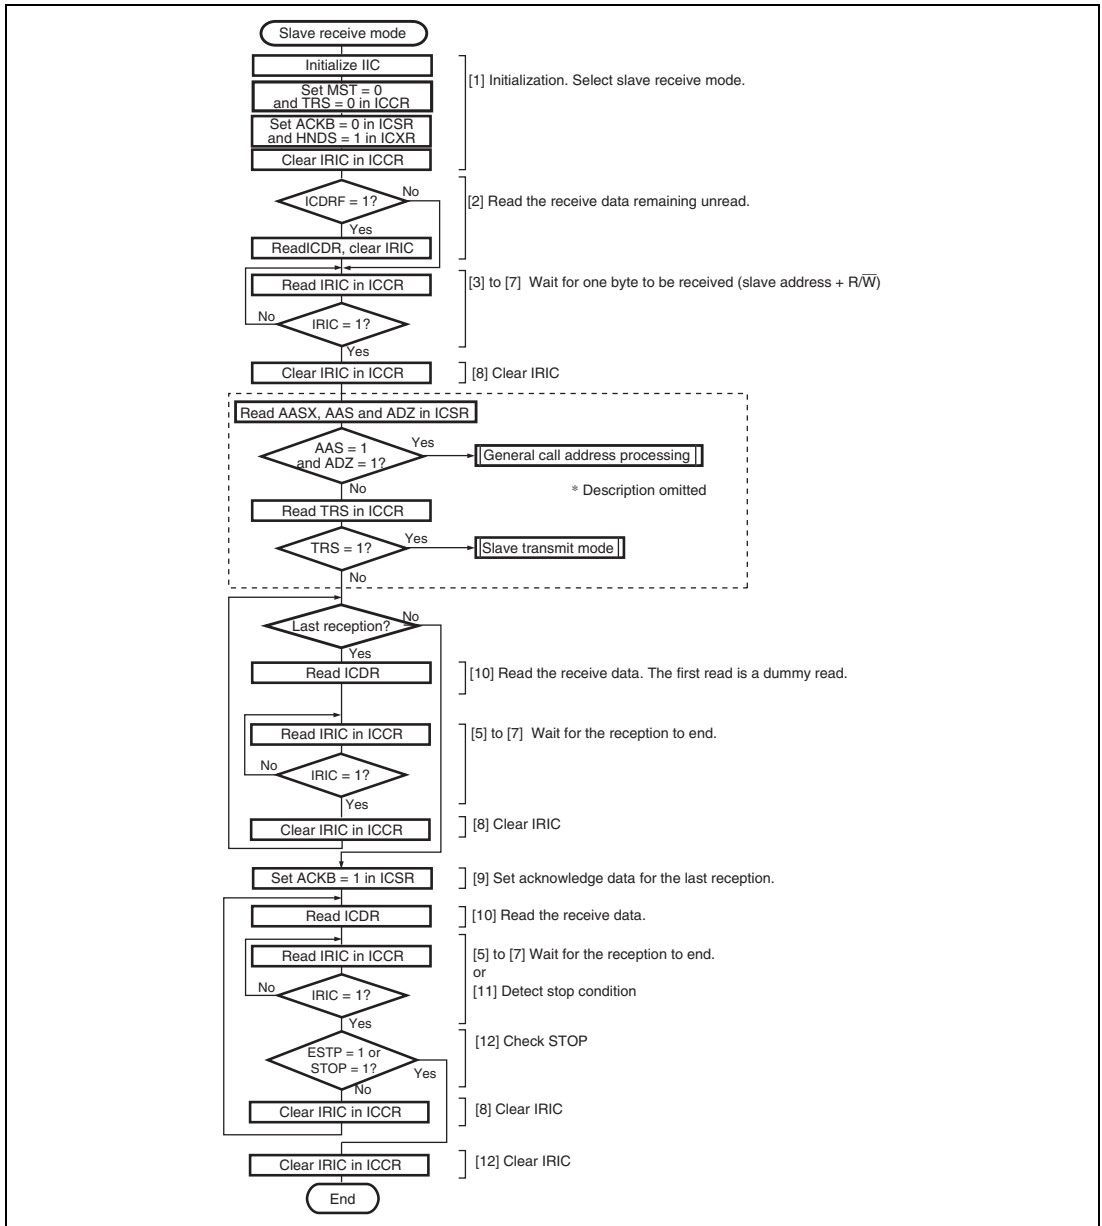 Slave receive mode
Initialize IIC
[1] Initialization. Select slave receive mode.
Set MST = 0
and TRS = 0 in ICCR
Set ACKB = 0 in ICSR
and HNDS = 1 in ICXR
Clear IRIC in ICCR
ICDRF = 1?
No
[2] Read the receive data remaining unread.
Yes
ReadICDR, clear IRIC
Read IRIC in ICCR
[3] to [7] Wait for one byte to be received (slave address + R/W̅)
No
IRIC = 1?
Yes
Clear IRIC in ICCR
[8] Clear IRIC
Read AASX, AAS and ADZ in ICSR
AAS = 1
and ADZ = 1?
Yes
General call address processing
No
* Description omitted
Read TRS in ICCR
TRS = 1?
Yes
Slave transmit mode
No
Last reception?
No
Yes
Read ICDR
[10] Read the receive data. The first read is a dummy read.
Read IRIC in ICCR
[5] to [7] Wait for the reception to end.
No
IRIC = 1?
Yes
Clear IRIC in ICCR
[8] Clear IRIC
Set ACKB = 1 in ICSR
[9] Set acknowledge data for the last reception.
Read ICDR
[10] Read the receive data.
Read IRIC in ICCR
[5] to [7] Wait for the reception to end.
or
[11] Detect stop condition
No
IRIC = 1?
Yes
ESTP = 1 or
STOP = 1?
Yes
[12] Check STOP
No
Clear IRIC in ICCR
[8] Clear IRIC
Clear IRIC in ICCR
[12] Clear IRIC
End